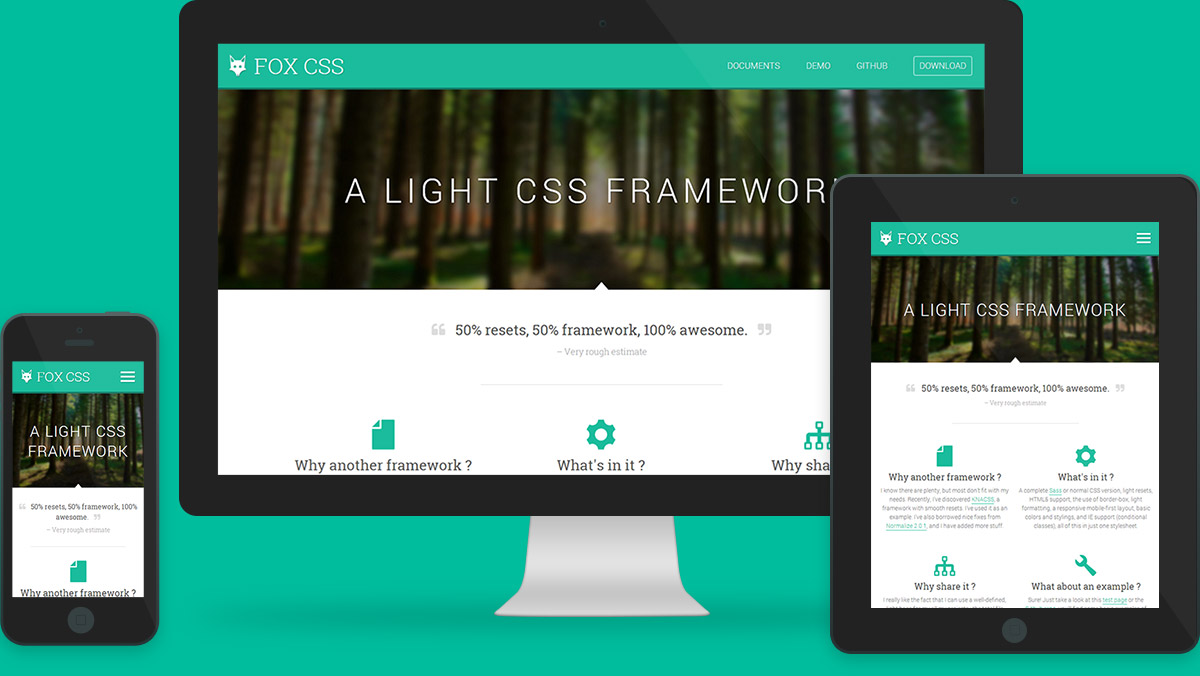 FOX CSS
DOCUMENTS DEMO GITHUB DOWNLOAD
A LIGHT CSS FRAMEWOR
50% resets, 50% framework, 100% awesome.
– Very rough estimate
Why another framework ? What's in it ? Why sha
FOX CSS
A LIGHT CSS
FRAMEWORK
50% resets, 50% framework, 100%
awesome.
– Very rough estimate
Why another framework ?
FOX CSS
A LIGHT CSS FRAMEWORK
50% resets, 50% framework, 100% awesome.
– Very rough estimate
Why another framework ?
I know there are plenty, but most don't fit with my
needs. Recently, I've discovered KNACSS, a
framework with smooth resets. I've used it as an
example. I've also borrowed nice fixes from
Normalize 2.0.1, and I have added more stuff.
What's in it ?
A complete Sass or normal CSS version, light resets,
HTML5 support, the use of border-box, light
formatting, a responsive mobile-first layout, basic
colors and stylings, and IE support (conditional
classes), all of this in just one stylesheet.
Why share it ?
I really like the fact that I can use a well-defined,
What about an example ?
Sure! Just take a look at this test page or the